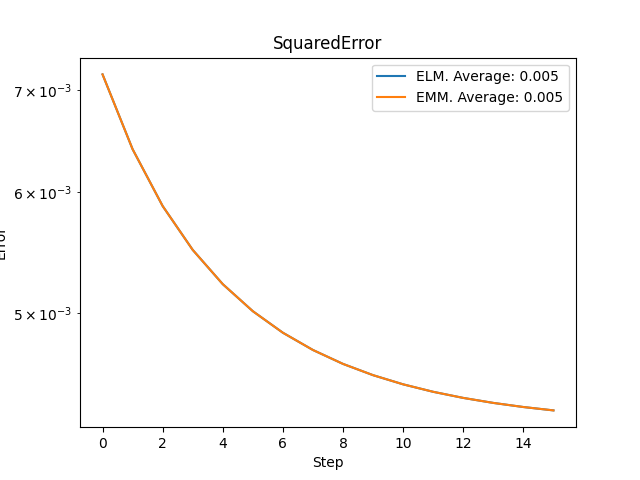 SquaredError
ELM. Average: 0.005
EMM. Average: 0.005
7 × 10⁻³
6 × 10⁻³
5 × 10⁻³
Error
0 2 4 6 8 10 12 14
Step